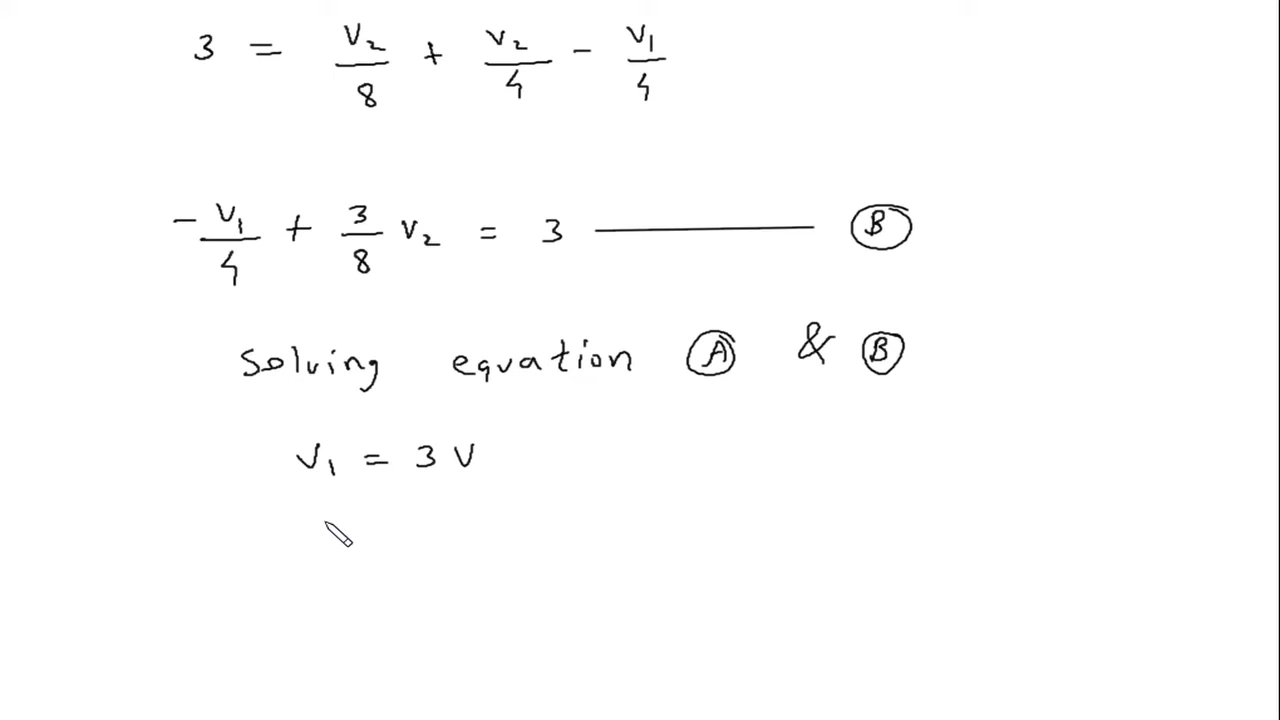 3 = V₂/8 + V₂/4 - V₁/4
- V₁/4 + 3/8 V₂ = 3 ——— Ⓑ
Solving equation Ⓐ & Ⓑ
V₁ = 3 V